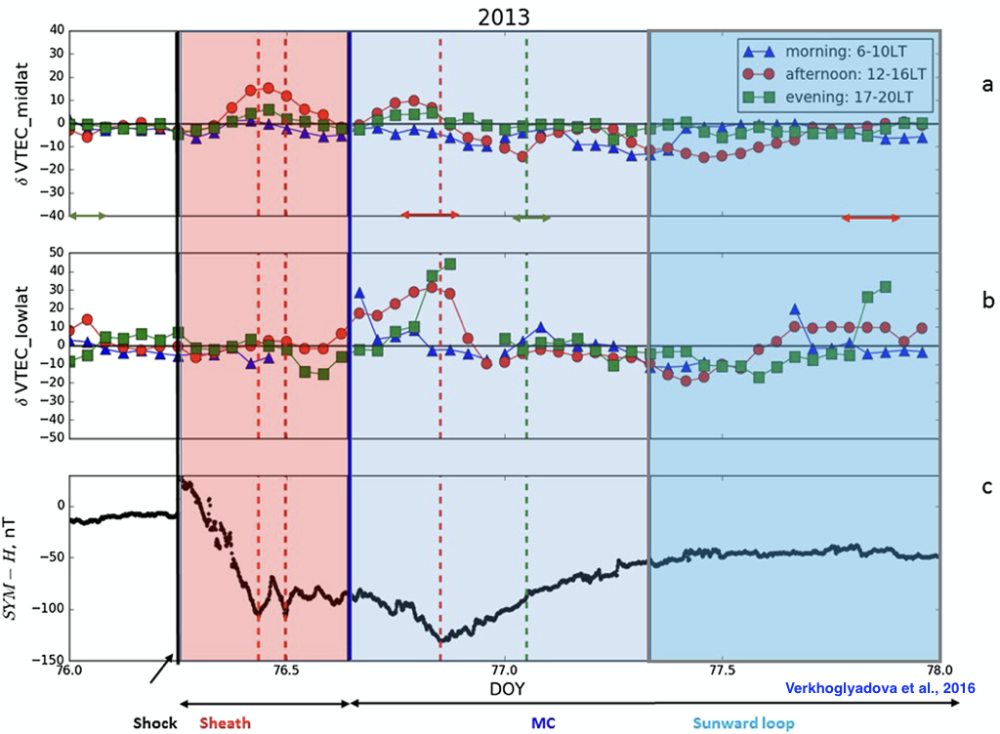 2013
a
δ VTEC_midlat
40
30
20
10
0
−10
−20
−30
−40
morning: 6-10LT
afternoon: 12-16LT
evening: 17-20LT
b
δ VTEC_lowlat
50
40
30
20
10
0
−10
−20
−30
−40
−50
c
SYM − H, nT
0
−50
−100
−150
76.0 76.5 77.0 77.5 78.0
DOY
Verkhoglyadova et al., 2016
Shock Sheath MC Sunward loop